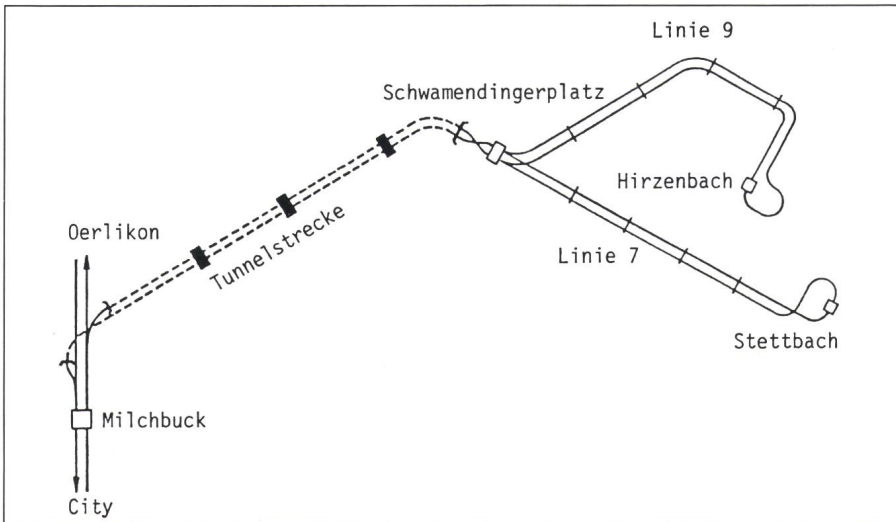 Linie 9
Schwamendingerplatz
Hirzenbach
Oerlikon
Tunnelstrecke
Linie 7
Stettbach
Milchbuck
City